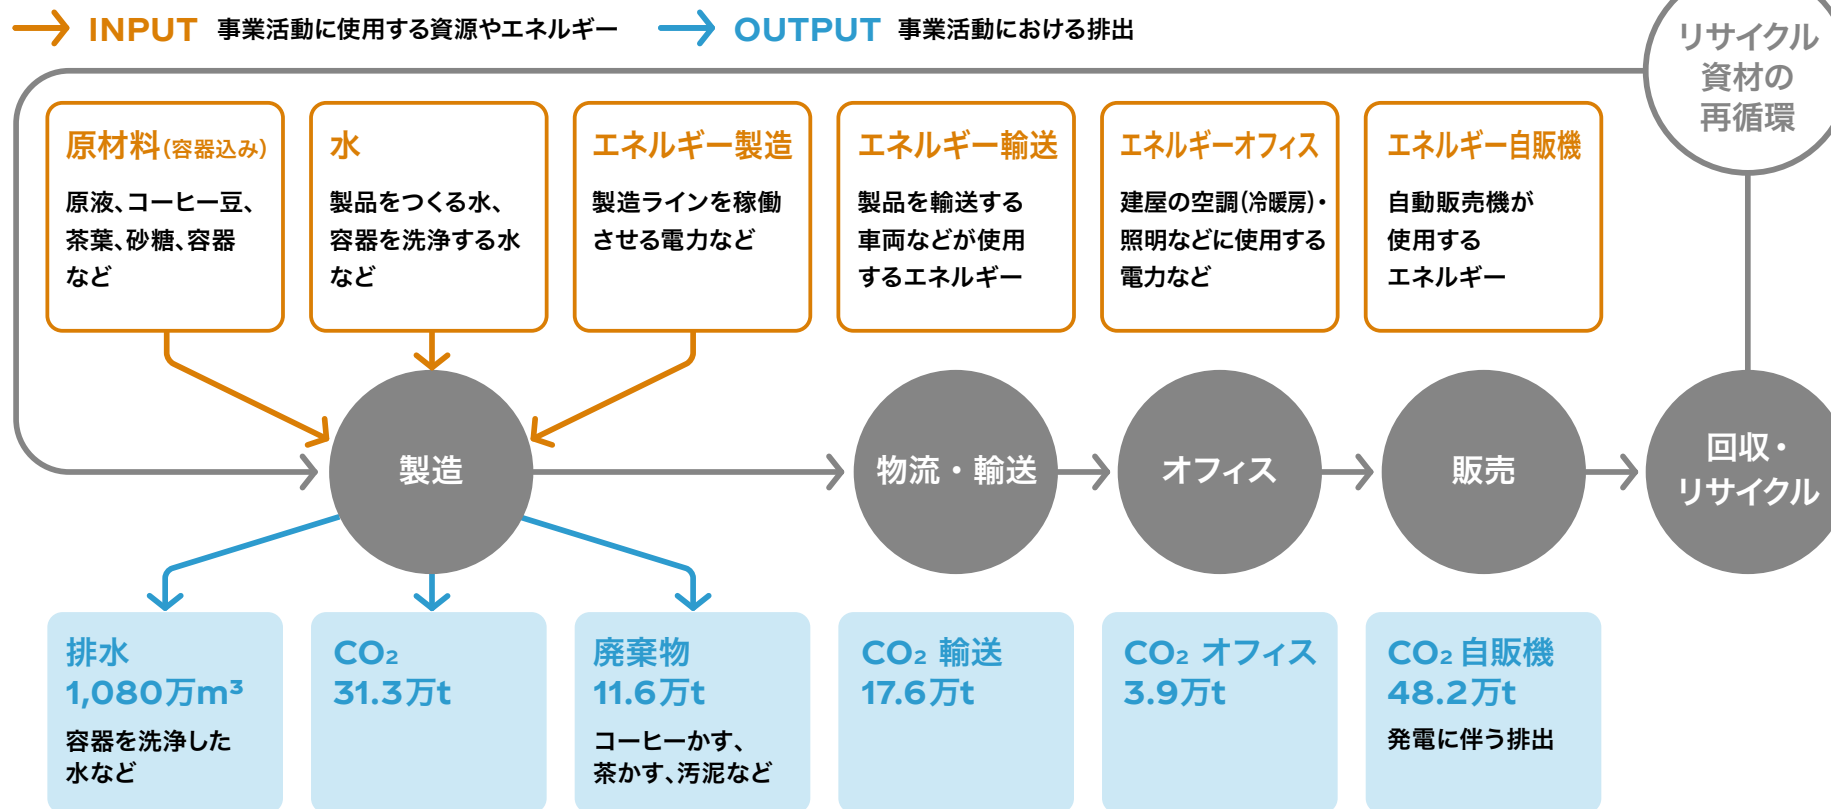 INPUT 事業活動に使用する資源やエネルギー
OUTPUT 事業活動における排出
リサイクル
資材の
再循環
原材料(容器込み)
原液、コーヒー豆、
茶葉、砂糖、容器
など
水
製品をつくる水、
容器を洗浄する水
など
エネルギー製造
製造ラインを稼働
させる電力など
エネルギー輸送
製品を輸送する
車両などが使用
するエネルギー
エネルギーオフィス
建屋の空調(冷暖房)・
照明などに使用する
電力など
エネルギー自販機
自動販売機が
使用する
エネルギー
製造
物流・輸送
オフィス
販売
回収・
リサイクル
排水
1,080万m³
容器を洗浄した
水など
CO₂
31.3万t
廃棄物
11.6万t
コーヒーかす、
茶かす、汚泥など
CO₂ 輸送
17.6万t
CO₂ オフィス
3.9万t
CO₂ 自販機
48.2万t
発電に伴う排出